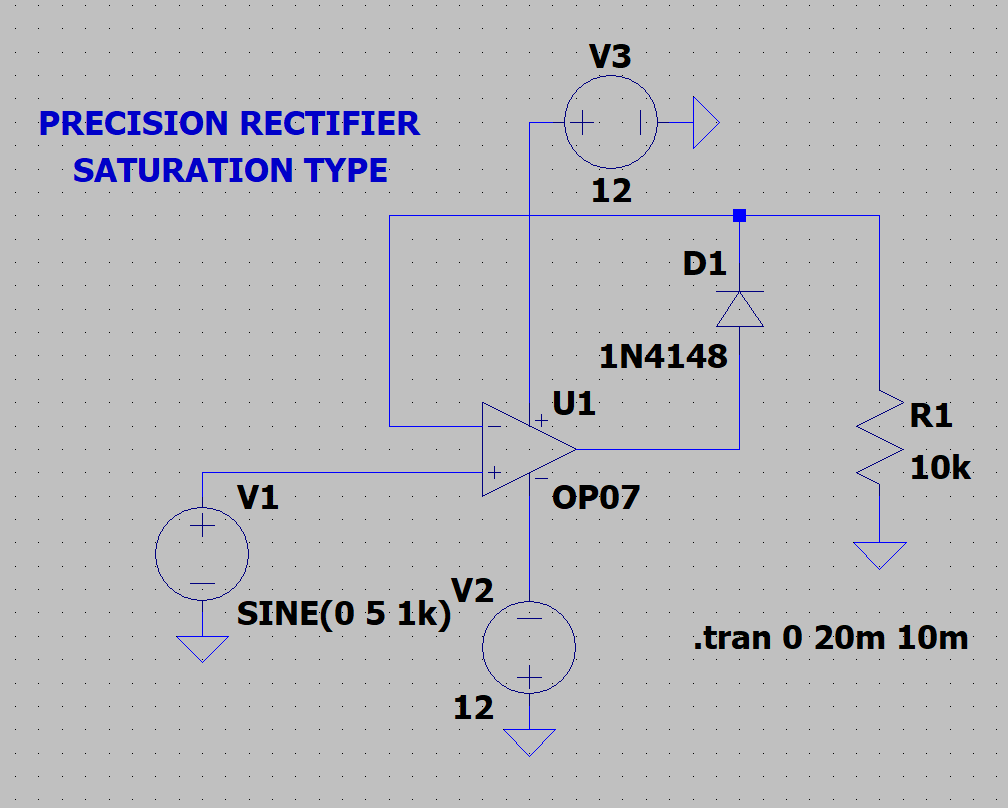 V3
PRECISION RECTIFIER
SATURATION TYPE
12
D1
1N4148
U1
R1
10k
OP07
V1
SINE(0 5 1k)
V2
12
.tran 0 20m 10m